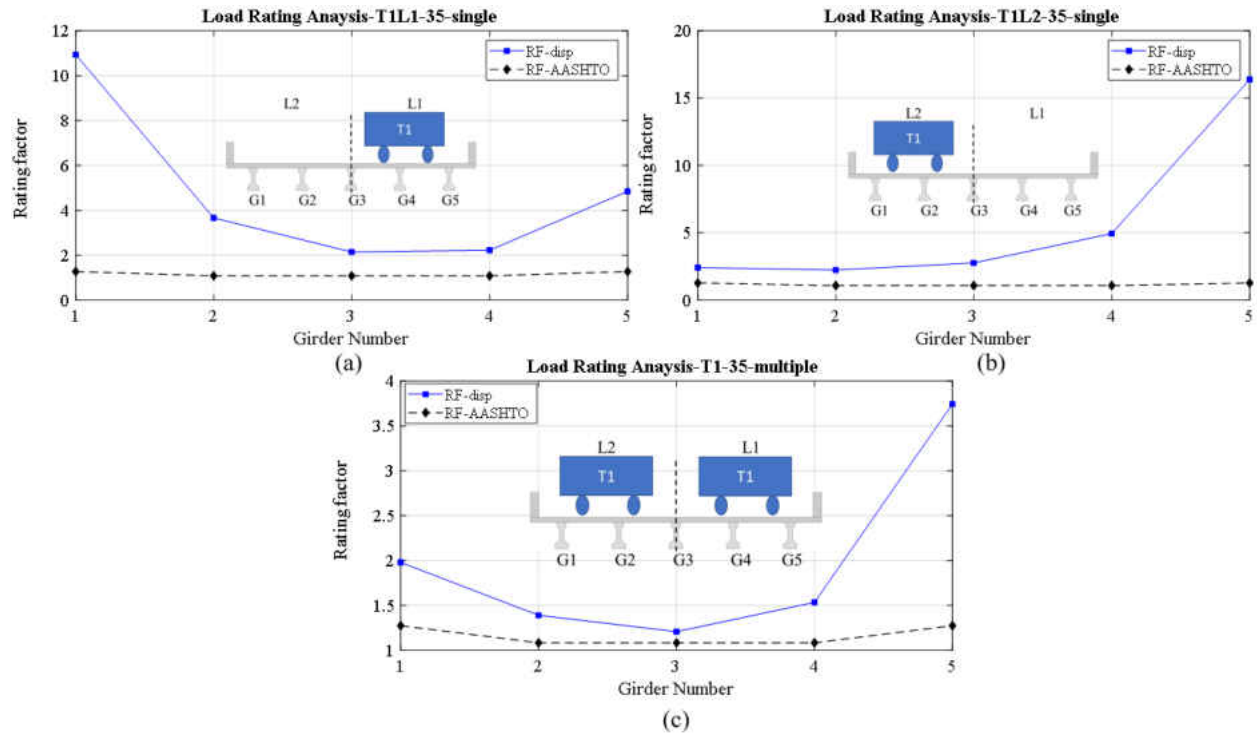 Load Rating Anaysis-T1L1-35-single
12
10
8
6
4
2
0
Rating factor
RF-disp
RF-AASHTO
L2 L1
T1
G1 G2 G3 G4 G5
1 2 3 4 5
Girder Number
(a)
Load Rating Anaysis-T1L2-35-single
20
15
10
5
0
Rating factor
RF-disp
RF-AASHTO
L2 L1
T1
G1 G2 G3 G4 G5
1 2 3 4 5
Girder Number
(b)
Load Rating Anaysis-T1-35-multiple
4
3.5
3
2.5
2
1.5
1
Rating factor
RF-disp
RF-AASHTO
L2 L1
T1 T1
G1 G2 G3 G4 G5
1 2 3 4 5
Girder Number
(c)